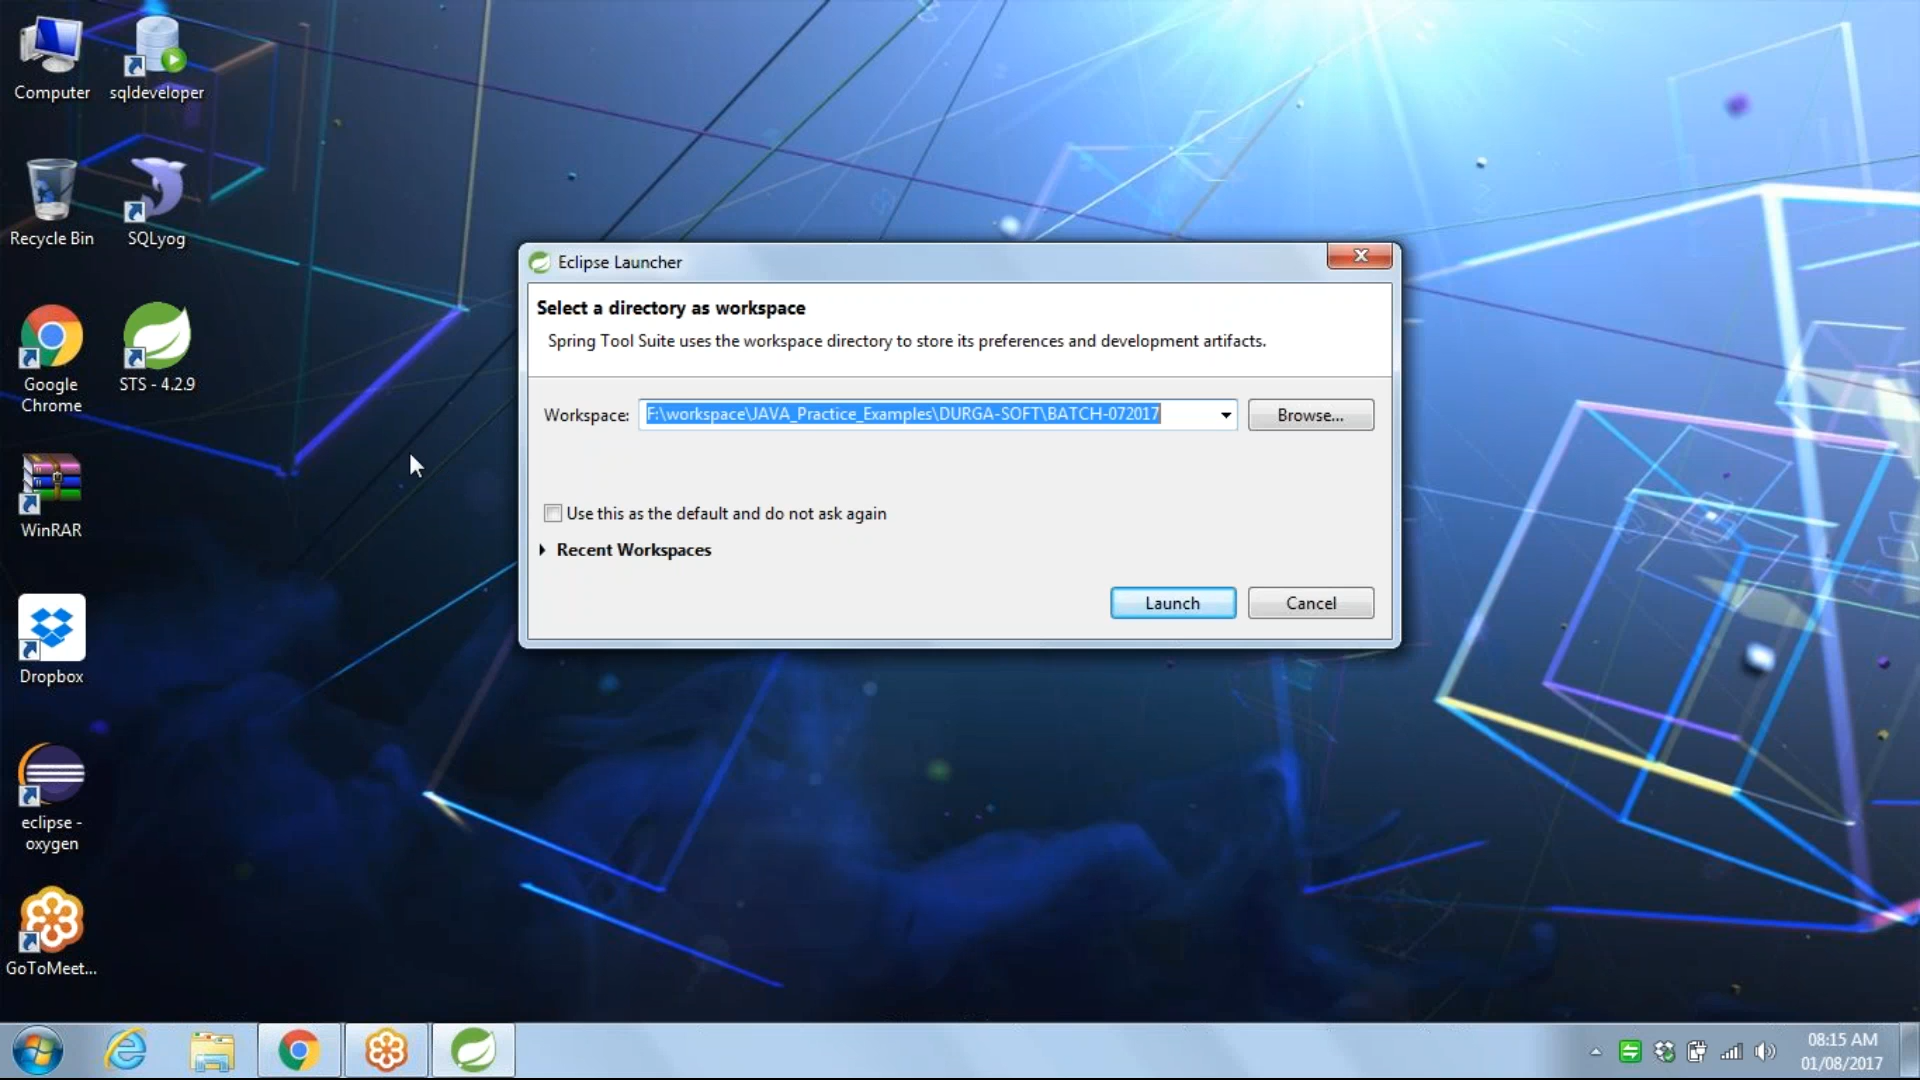 Computer
sqldeveloper
Recycle Bin
SQLyog
Google
Chrome
STS - 4.2.9
WinRAR
Dropbox
eclipse -
oxygen
GoToMeet...
Eclipse Launcher
Select a directory as workspace
Spring Tool Suite uses the workspace directory to store its preferences and development artifacts.
Workspace:
F:\workspace\JAVA_Practice_Examples\DURGA-SOFT\BATCH-072017
Browse...
Use this as the default and do not ask again
Recent Workspaces
Launch
Cancel
08:15 AM
01/08/2017